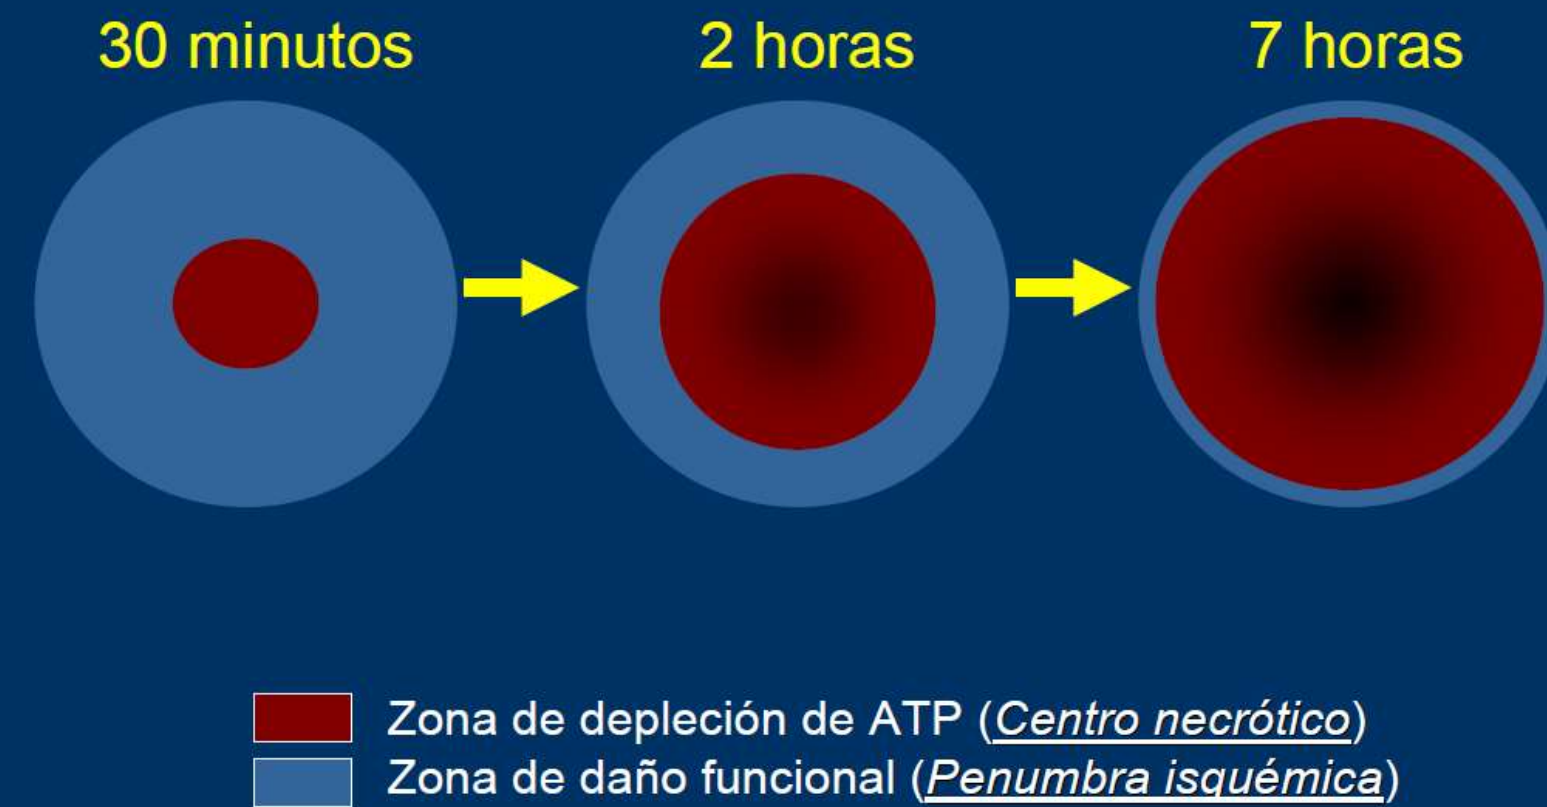 30 minutos
2 horas
7 horas
Zona de depleción de ATP (Centro necrótico)
Zona de daño funcional (Penumbra isquémica)